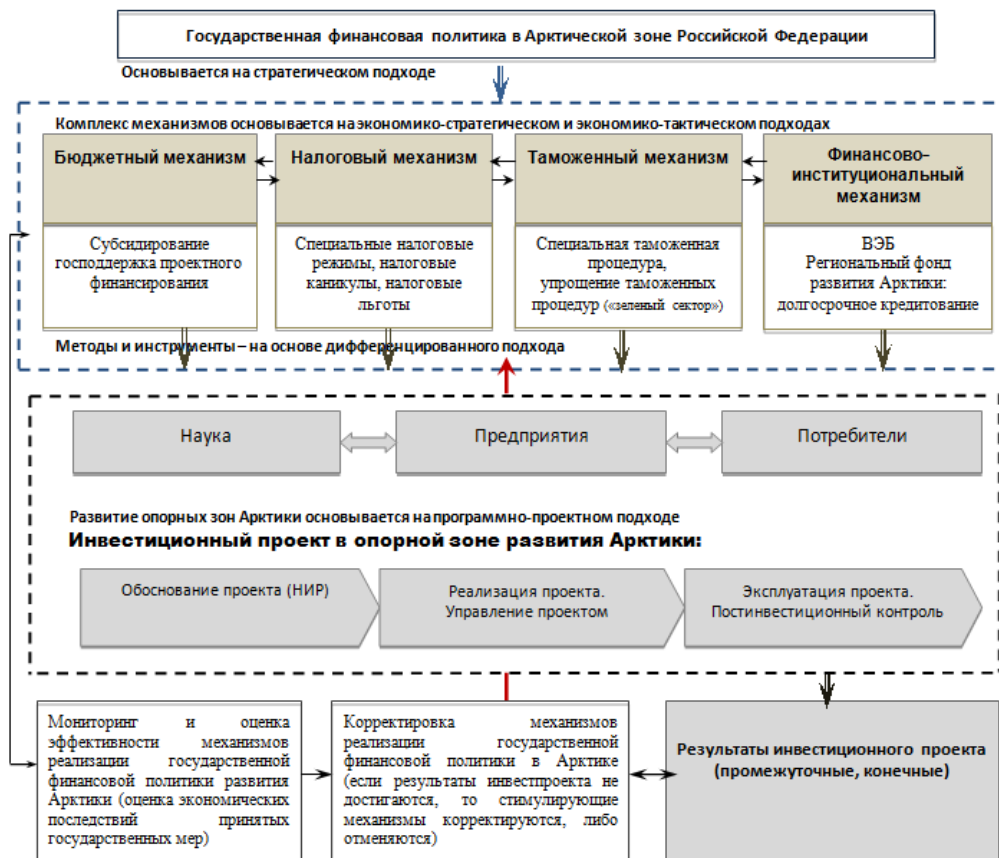 Государственная финансовая политика в Арктической зоне Российской Федерации
Основывается на стратегическом подходе
Комплекс механизмов основывается на экономико-стратегическом и экономико-тактическом подходах
Бюджетный механизм
Субсидирование
господдержка проектного
финансирования
Налоговый механизм
Специальные налоговые
режимы, налоговые
каникулы, налоговые
льготы
Таможенный механизм
Специальная таможенная
процедура,
упрощение таможенных
процедур («зеленый сектор»)
Финансово-
институциональный
механизм
ВЭБ
Региональный фонд
развития Арктики:
долгосрочное кредитование
Методы и инструменты – на основе дифференцированного подхода
Наука
Предприятия
Потребители
Развитие опорных зон Арктики основывается на программно-проектном подходе
Инвестиционный проект в опорной зоне развития Арктики:
Обоснование проекта (НИР)
Реализация проекта.
Управление проектом
Эксплуатация проекта.
Постинвестиционный контроль
Мониторинг и оценка
эффективности механизмов
реализации государственной
финансовой политики развития
Арктики (оценка экономических
последствий принятых
государственных мер)
Корректировка механизмов
реализации государственной
финансовой политики в Арктике
(если результаты инвестпроекта не
достигаются, то стимулирующие
механизмы корректируются, либо
отменяются)
Результаты инвестиционного проекта
(промежуточные, конечные)